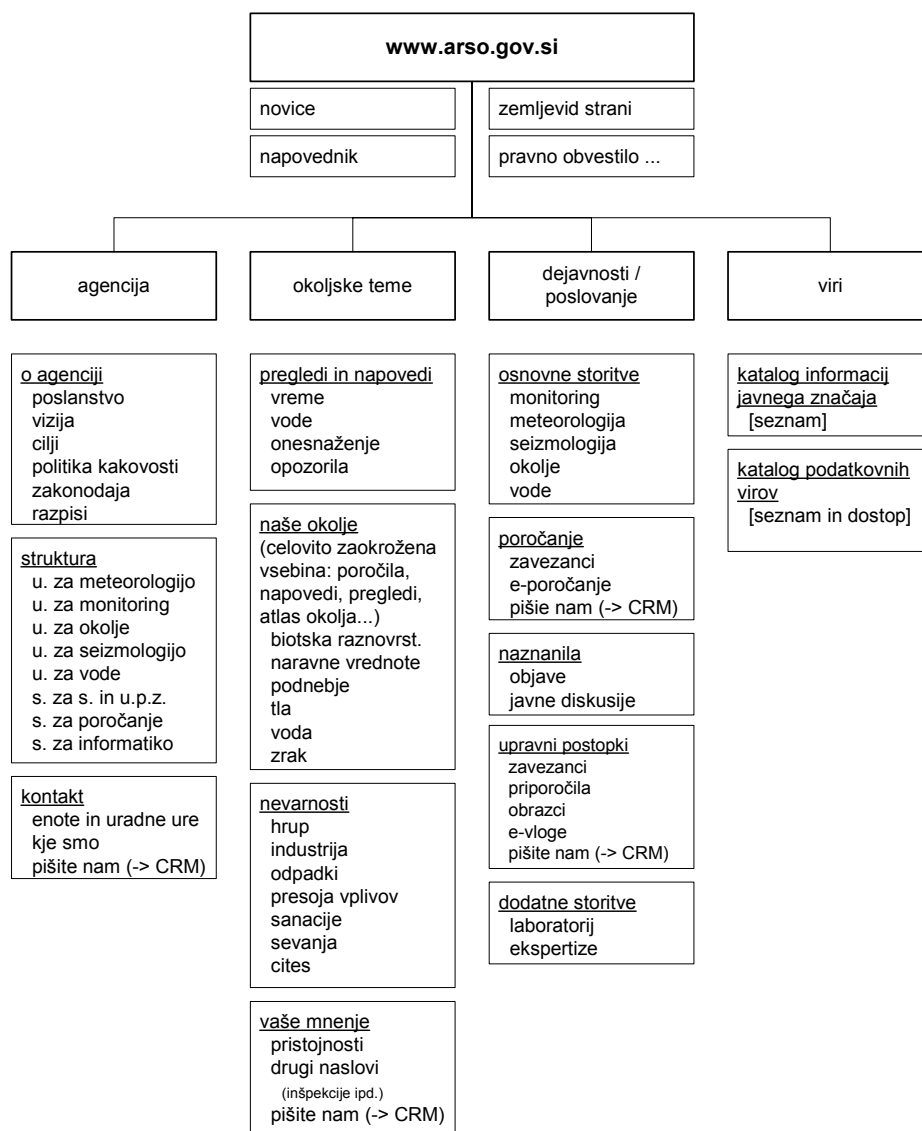 www.arso.gov.si
novice
zemljevid strani
napovednik
pravno obvestilo ...
agencija
okoljske teme
dejavnosti /
poslovanje
viri
o agenciji
poslanstvo
vizija
cilji
politika kakovosti
zakonodaja
razpisi
struktura
u. za meteorologijo
u. za monitoring
u. za okolje
u. za seizmologijo
u. za vode
s. za s. in u.p.z.
s. za poročanje
s. za informatiko
kontakt
enote in uradne ure
kje smo
pišite nam (-> CRM)
pregledi in napovedi
vreme
vode
onesnaženje
opozorila
naše okolje
(celovito zaokrožena
vsebina: poročila,
napovedi, pregledi,
atlas okolja...)
biotska raznovrst.
naravne vrednote
podnebje
tla
voda
zrak
nevarnosti
hrup
industrija
odpadki
presoja vplivov
sanacije
sevanja
cites
vaše mnenje
pristojnosti
drugi naslovi
(inšpekcije ipd.)
pišite nam (-> CRM)
osnovne storitve
monitoring
meteorologija
seizmologija
okolje
vode
poročanje
zavezanci
e-poročanje
pišie nam (-> CRM)
naznanila
objave
javne diskusije
upravni postopki
zavezanci
priporočila
obrazci
e-vloge
pišite nam (-> CRM)
dodatne storitve
laboratorij
ekspertize
katalog informacij
javnega značaja
[seznam]
katalog podatkovnih
virov
[seznam in dostop]